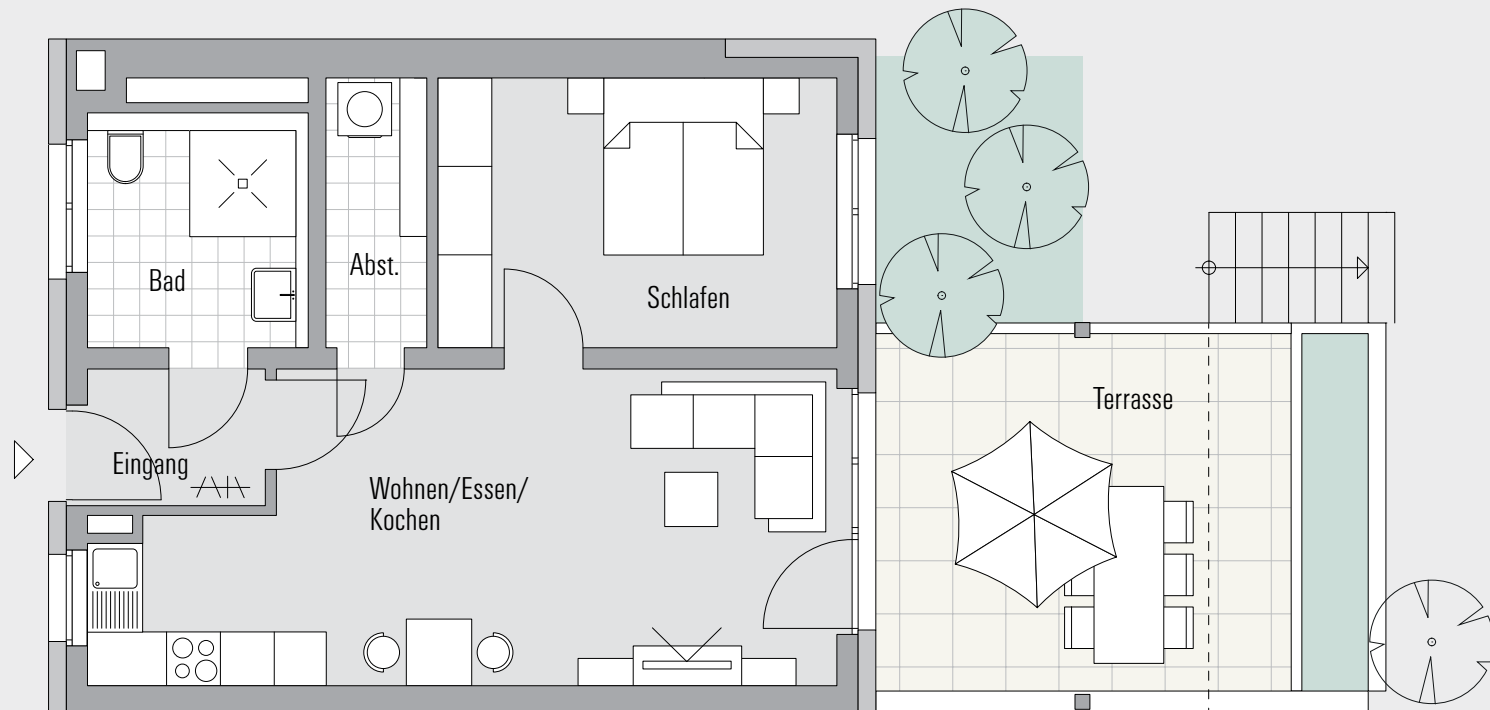 Bad
Abst.
Schlafen
Eingang
Wohnen/Essen/
Kochen
Terrasse